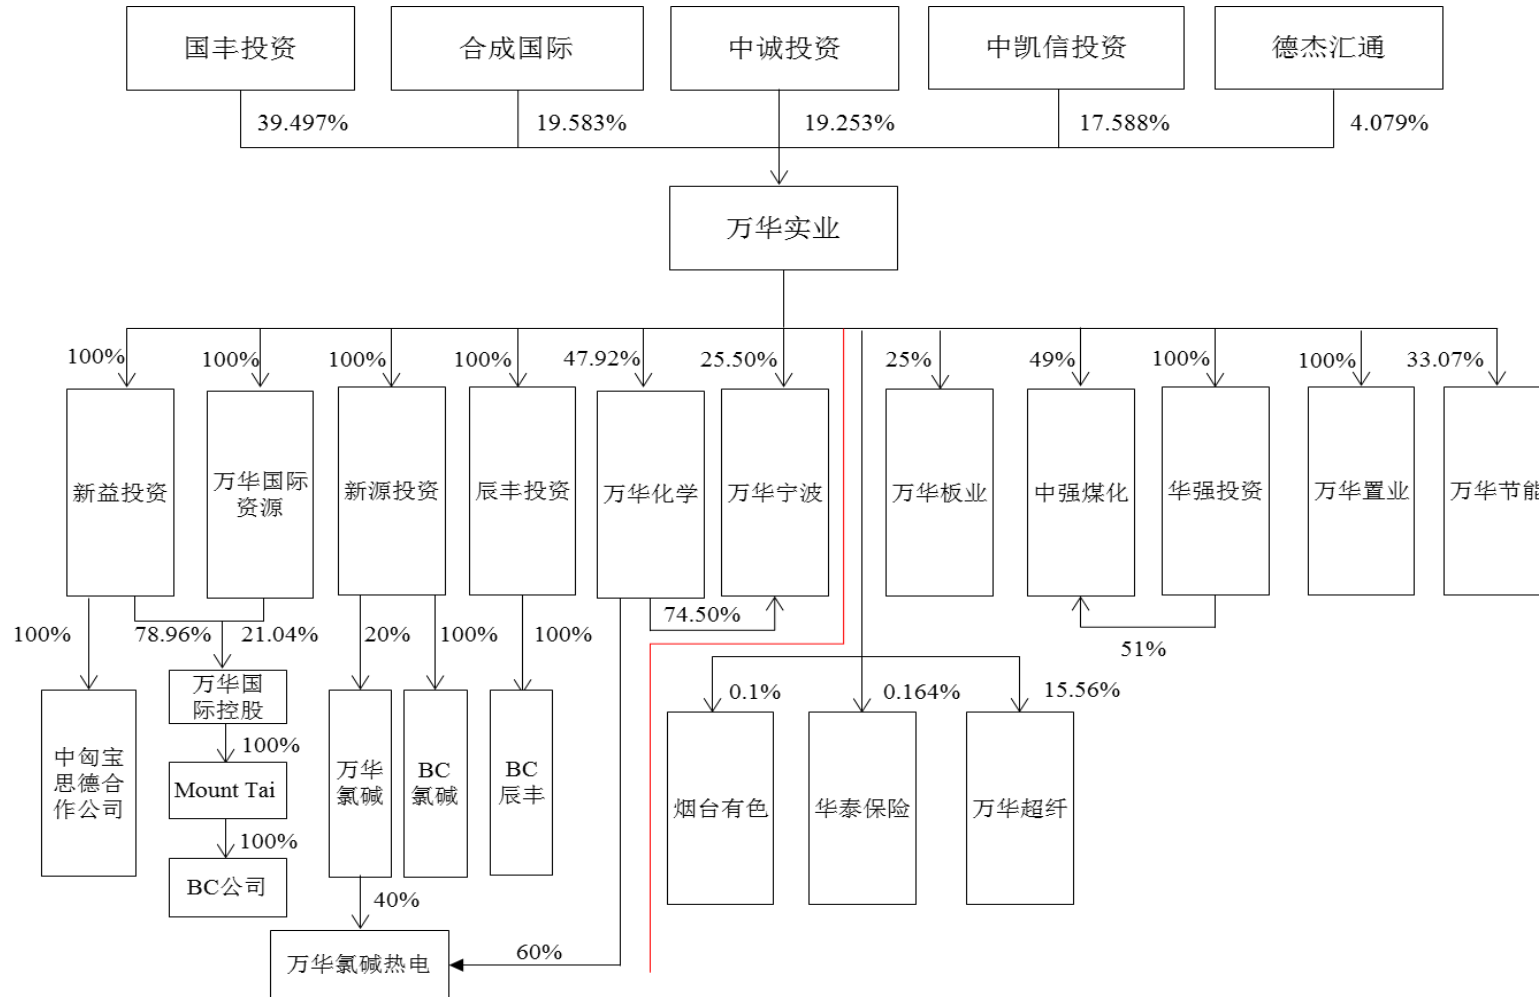 国丰投资
合成国际
中诚投资
中凯信投资
德杰汇通
39.497%
19.583%
19.253%
17.588%
4.079%
万华实业
100%
100%
100%
100%
47.92%
25.50%
25%
49%
100%
100%
33.07%
新益投资
万华国际
资源
新源投资
辰丰投资
万华化学
万华宁波
万华板业
中强煤化
华强投资
万华置业
万华节能
100%
78.96%
21.04%
20%
100%
100%
74.50%
51%
万华国
际控股
0.1%
0.164%
15.56%
中匈宝
思德合
作公司
100%
Mount Tai
100%
BC公司
万华
氯碱
BC
氯碱
BC
辰丰
烟台有色
华泰保险
万华超纤
40%
60%
万华氯碱热电